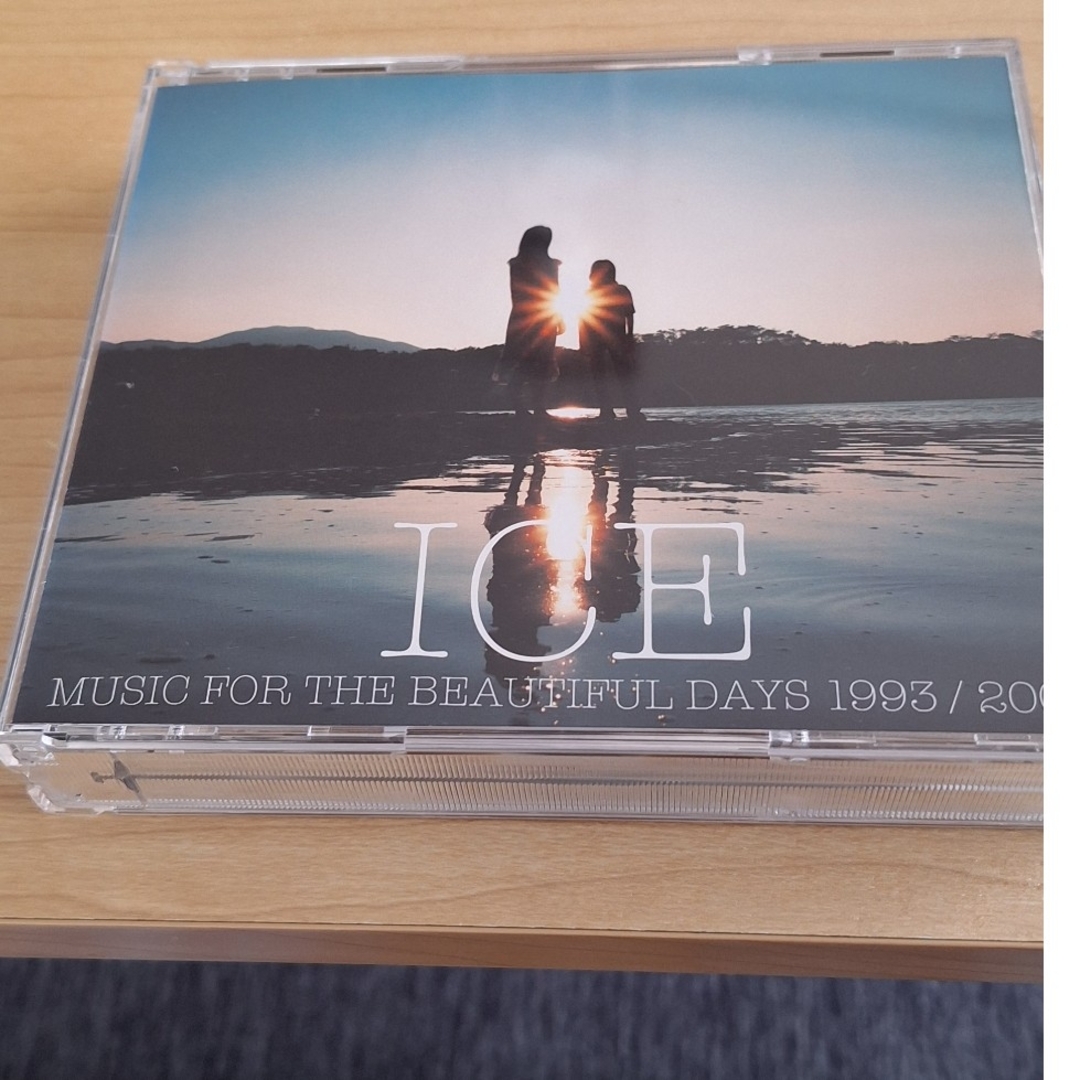 ICE
MUSIC FOR THE BEAUTIFUL DAYS 1993 /